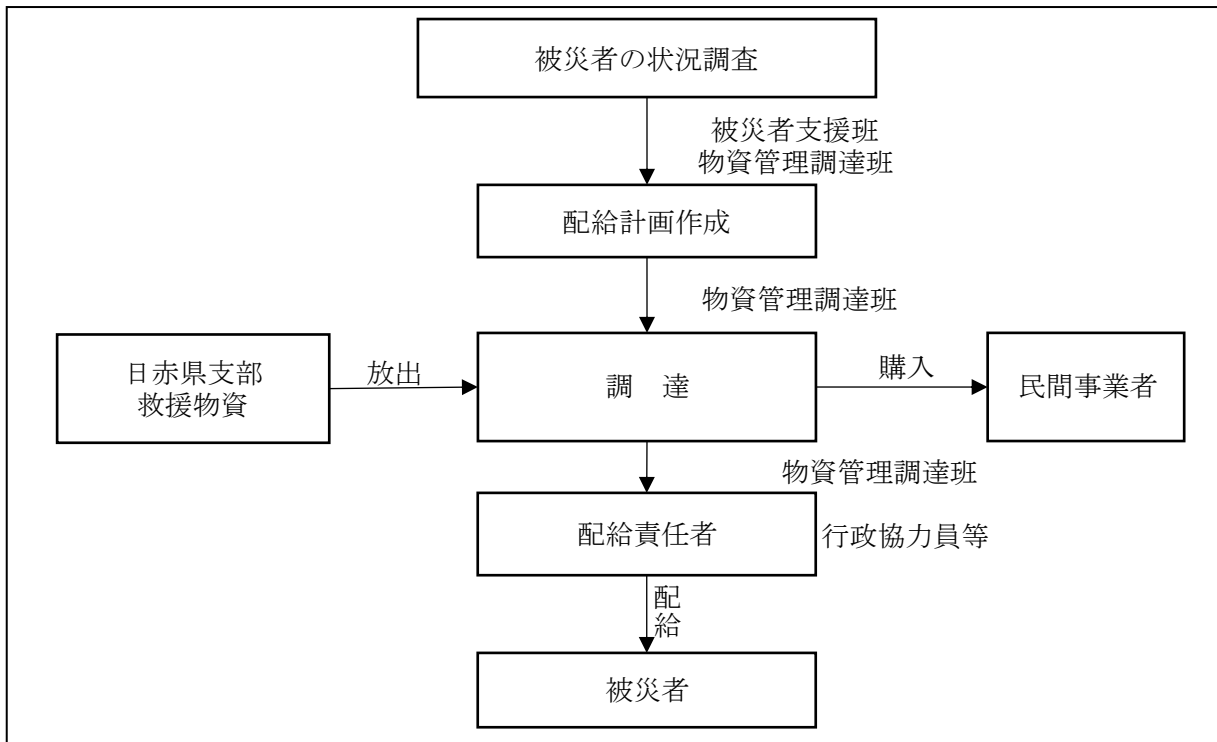 被災者の状況調査
被災者支援班
物資管理調達班
配給計画作成
物資管理調達班
日赤県支部
救援物資
放出
調　達
購入
民間事業者
物資管理調達班
配給責任者
行政協力員等
配給
被災者